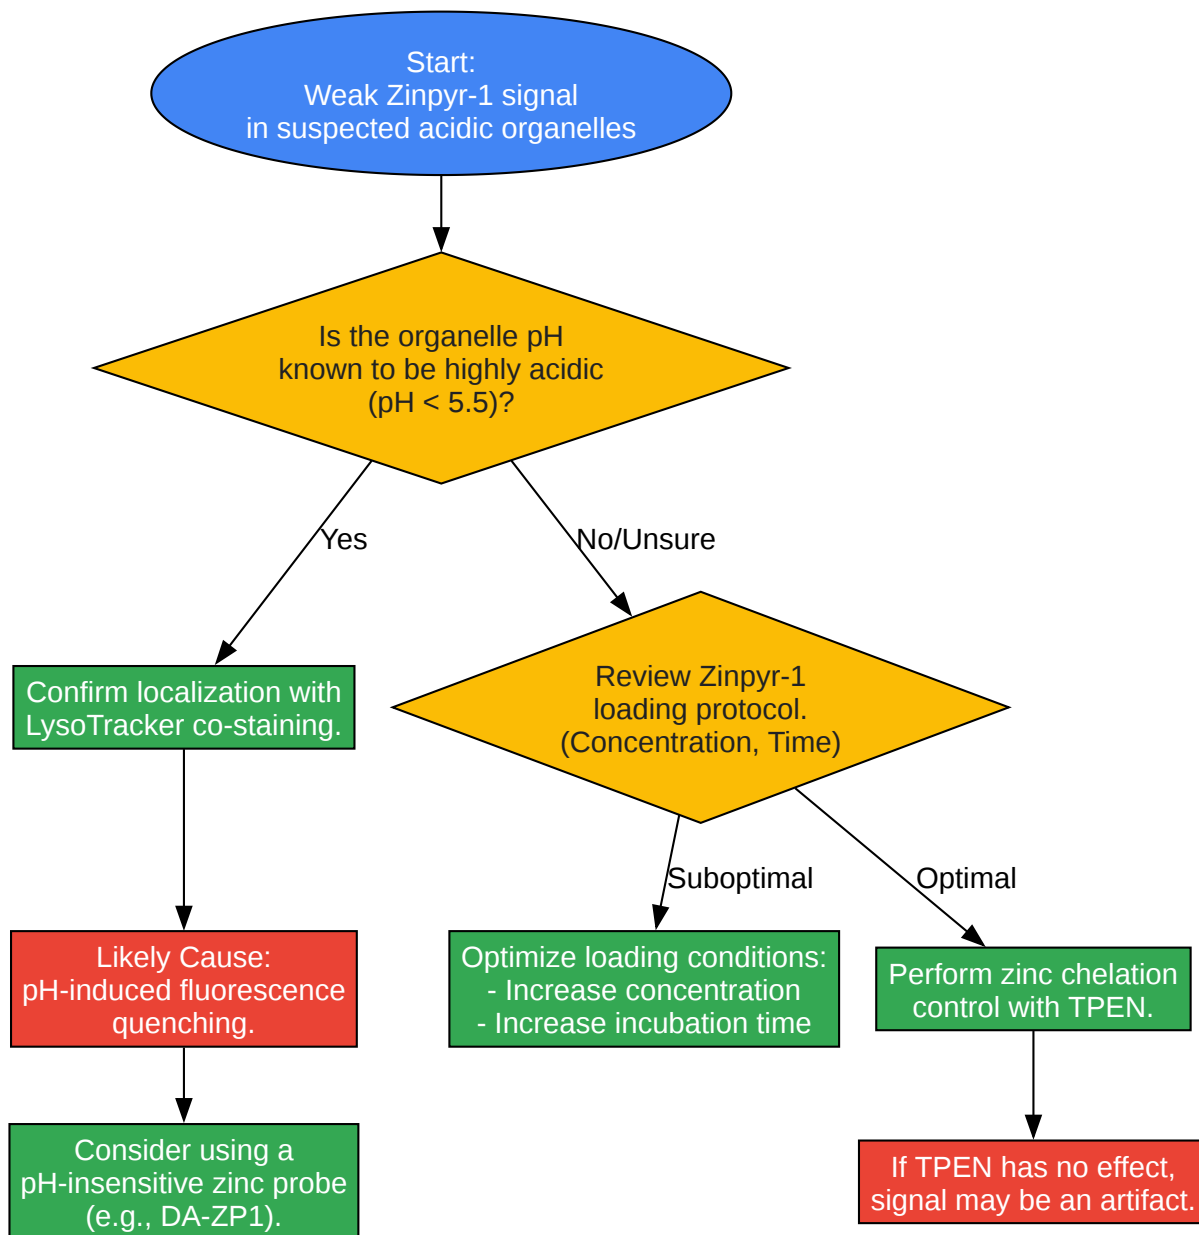 Start:
Weak Zinpyr-1 signal
in suspected acidic organelles
Is the organelle pH
known to be highly acidic
(pH < 5.5)?
Yes
No/Unsure
Confirm localization with
LysoTracker co-staining.
Review Zinpyr-1
loading protocol.
(Concentration, Time)
Suboptimal
Optimal
Likely Cause:
pH-induced fluorescence
quenching.
Optimize loading conditions:
- Increase concentration
- Increase incubation time
Perform zinc chelation
control with TPEN.
Consider using a
pH-insensitive zinc probe
(e.g., DA-ZP1).
If TPEN has no effect,
signal may be an artifact.